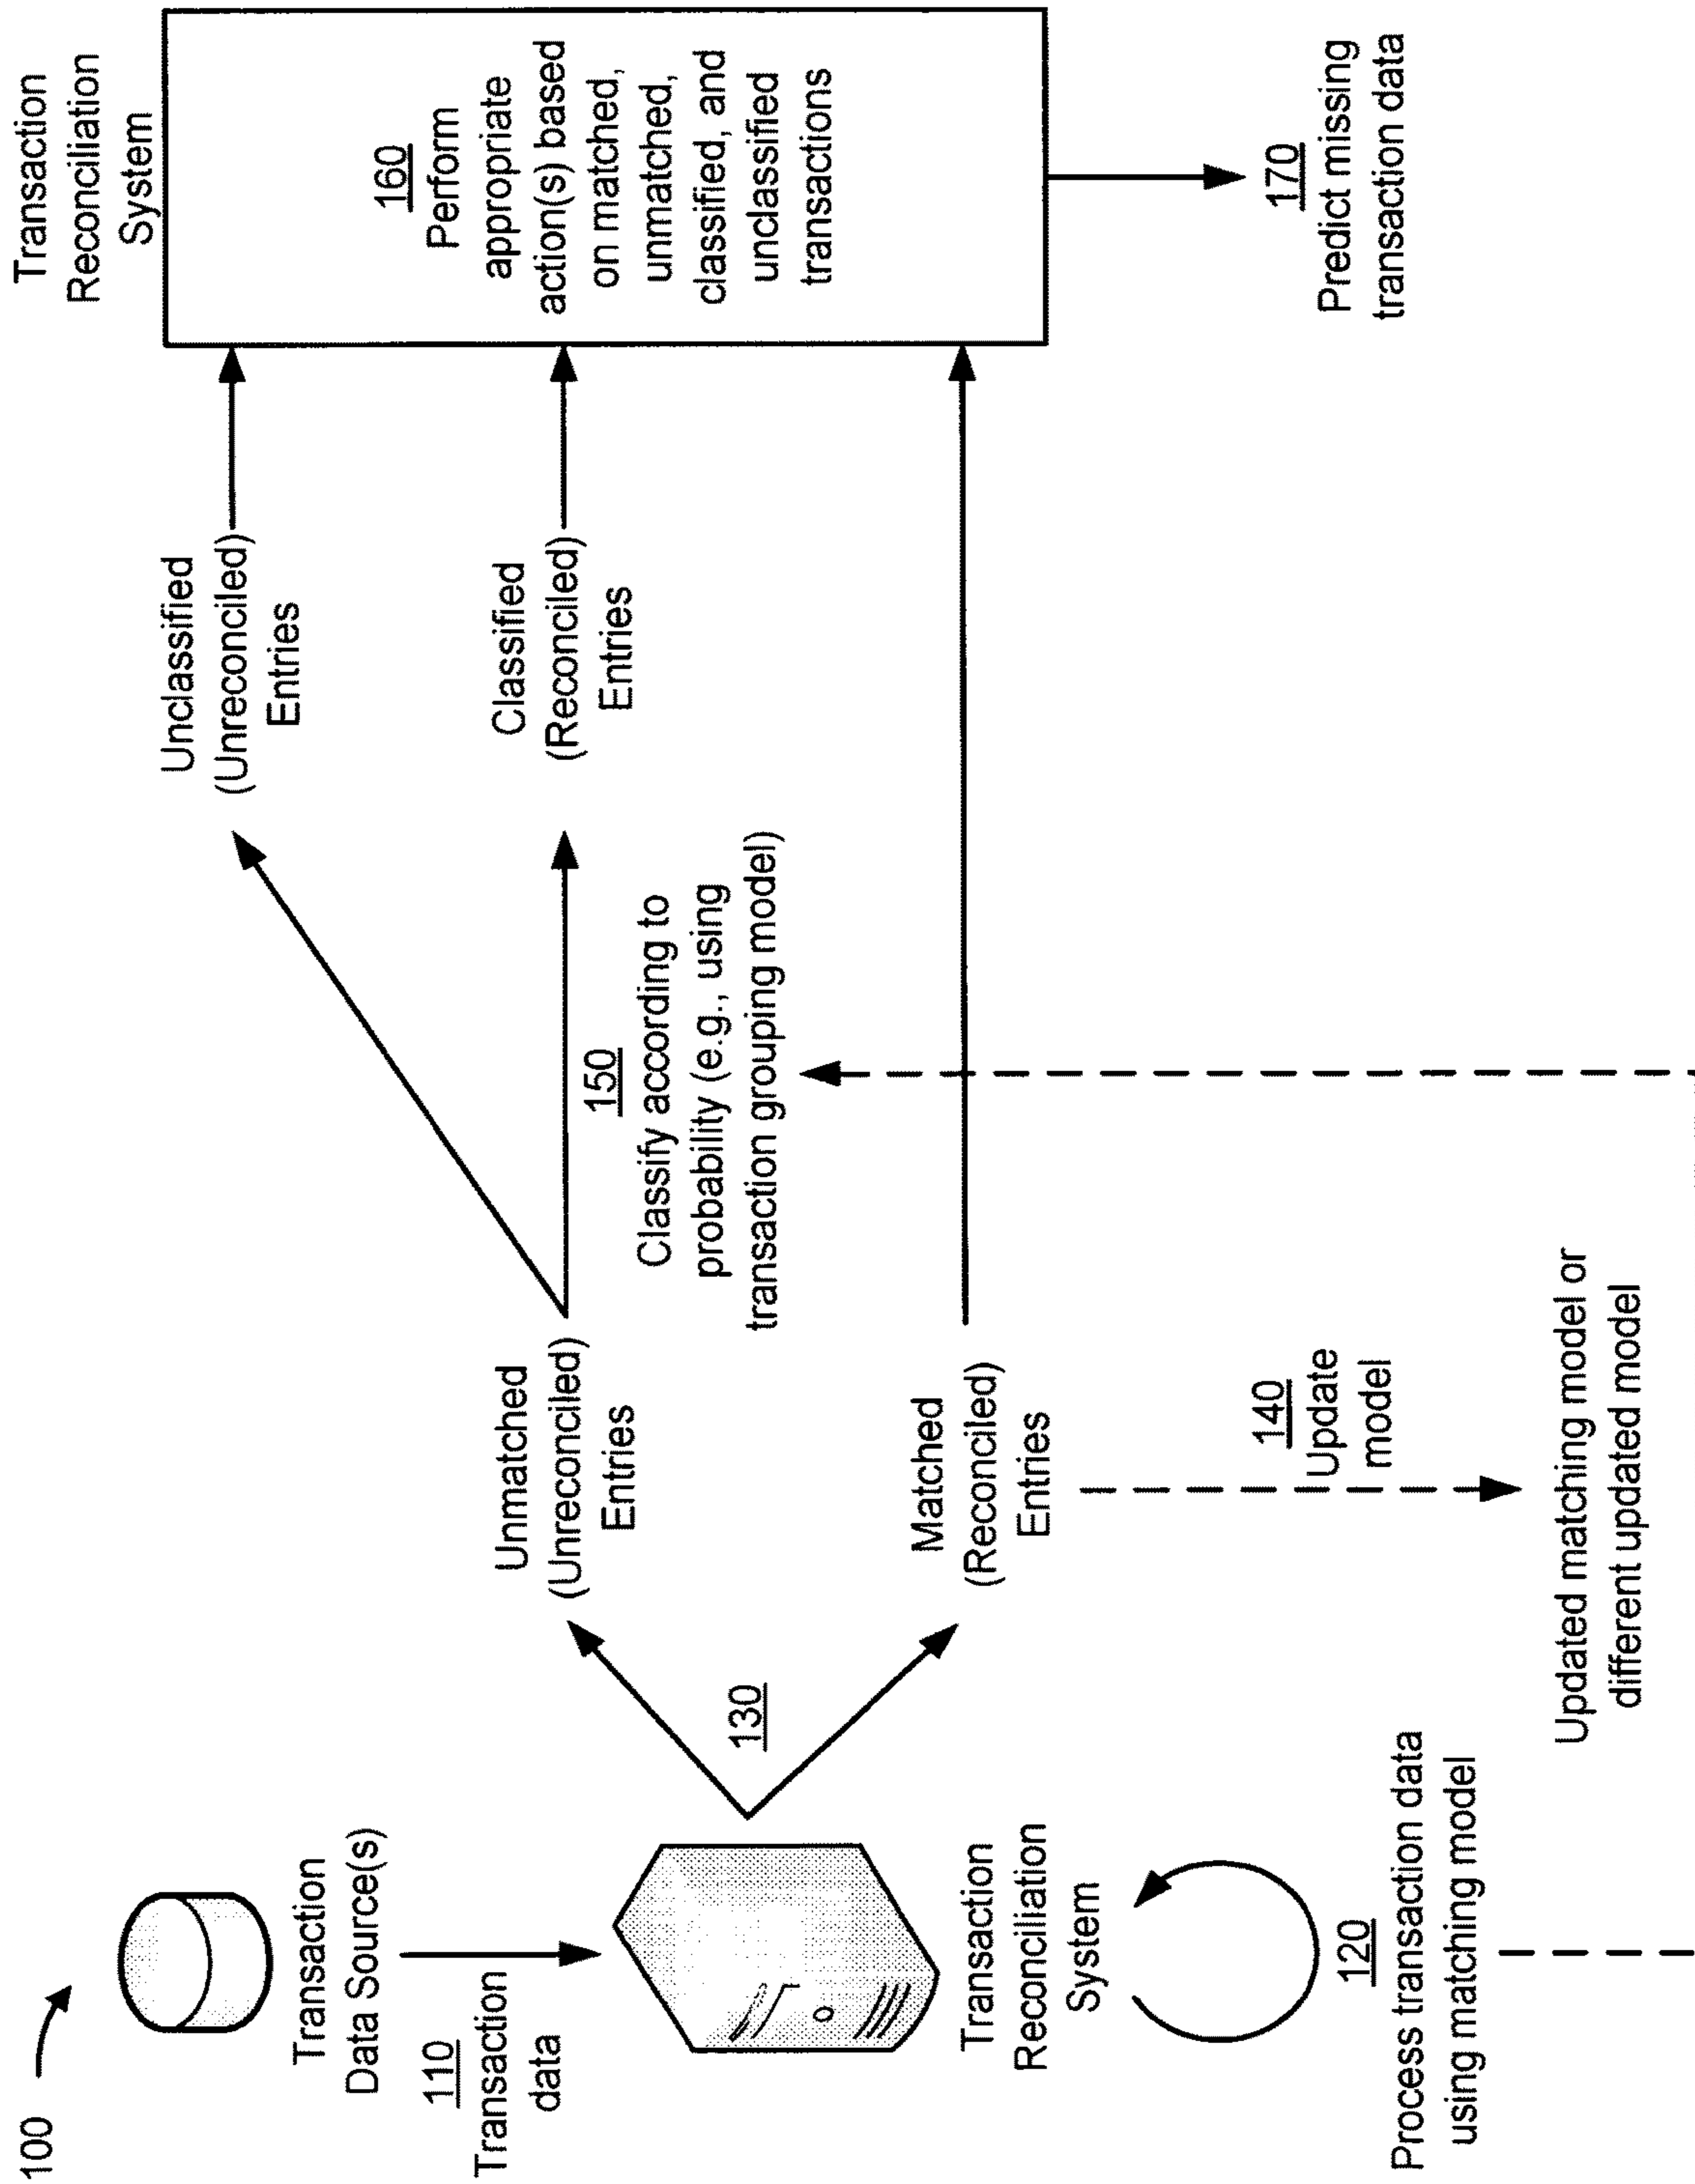 100
Transaction
Data Source(s)
110
Transaction
data
Transaction
Reconciliation
System
120
Process transaction data
using matching model
130
Unmatched
(Unreconciled)
Entries
Matched
(Reconciled)
Entries
140
Update
model
Updated matching model or
different updated model
150
Classify according to
probability (e.g., using
transaction grouping model)
Unclassified
(Unreconciled)
Entries
Classified
(Reconciled)
Entries
Transaction
Reconciliation
System
160
Perform
appropriate
action(s) based
on matched,
unmatched,
classified, and
unclassified
transactions
170
Predict missing
transaction data